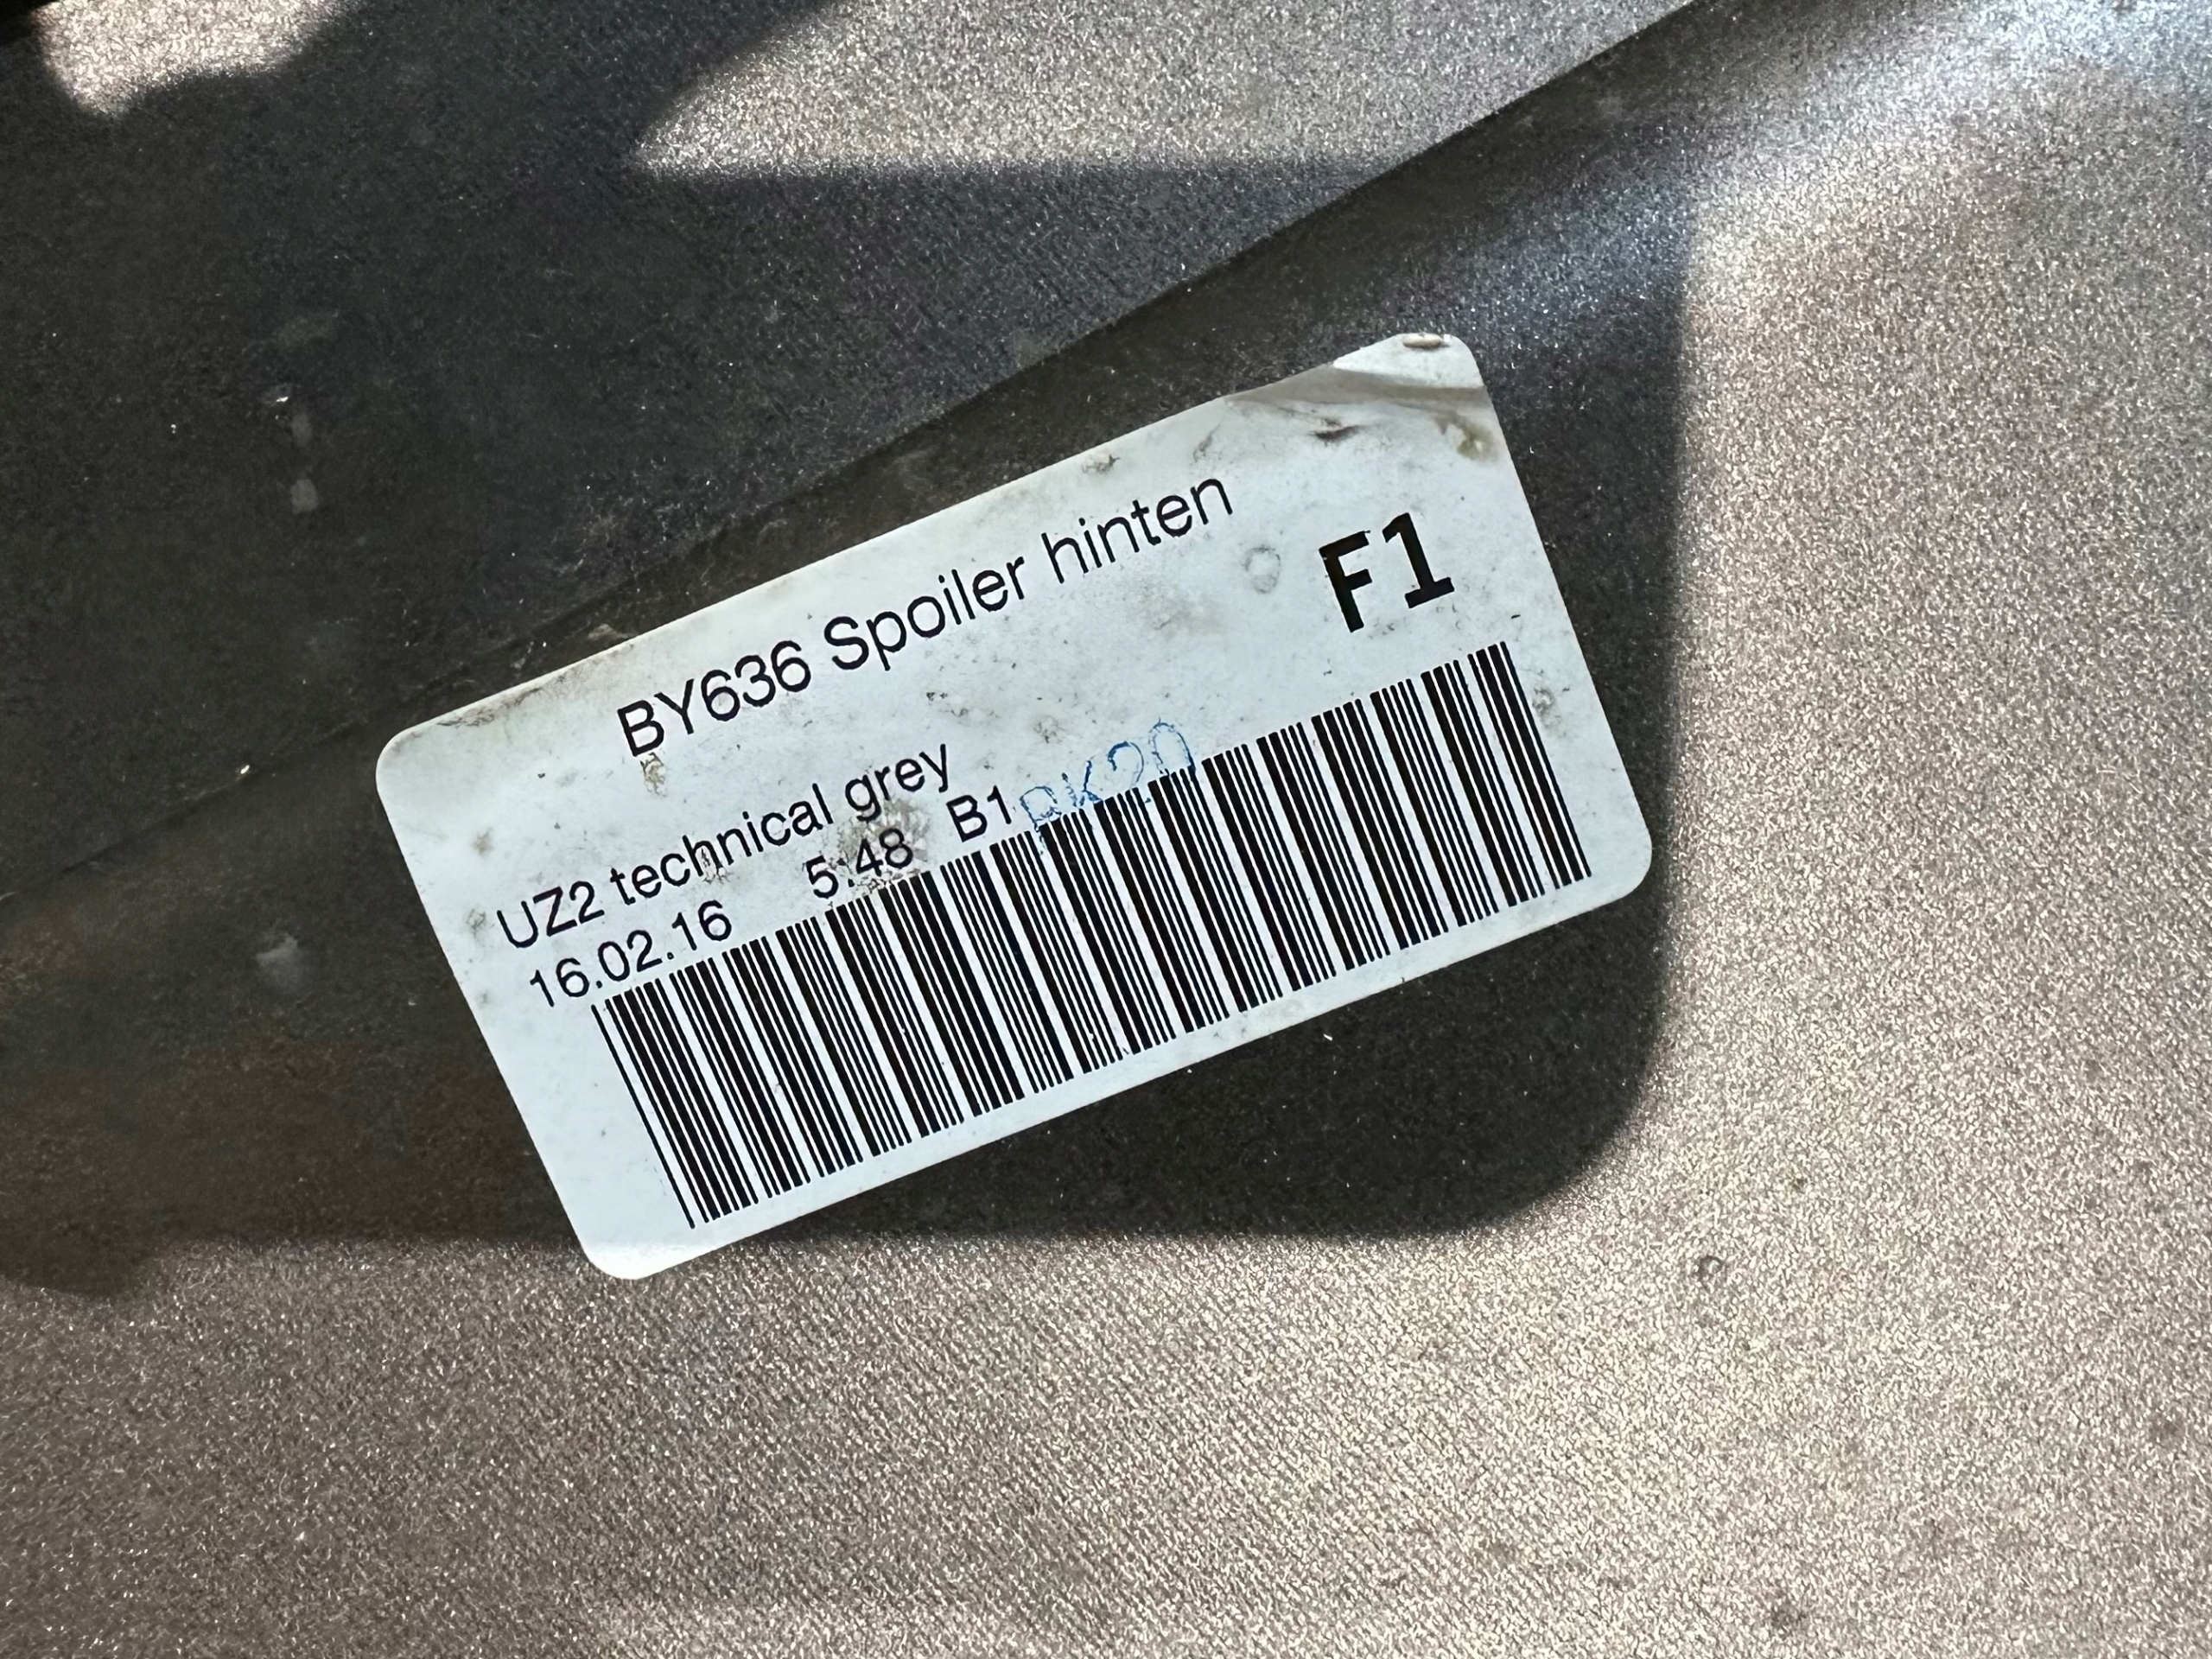 BY636 Spoiler hinten
F1
UZ2 technical grey
16.02.16 5:48 B1